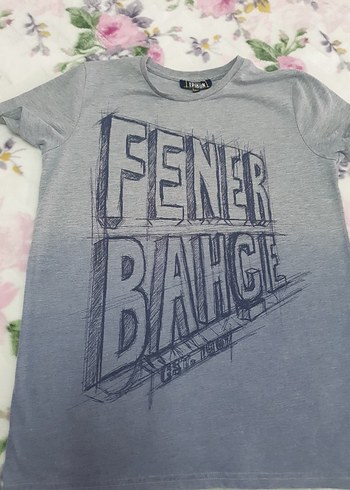 FENER
BAHCE
EST. 1907